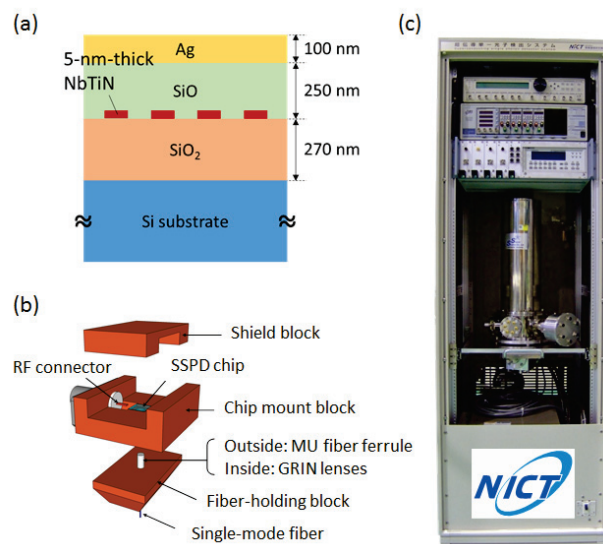 (a)
5-nm-thick
NbTiN
Ag
100 nm
SiO
250 nm
SiO₂
270 nm
Si substrate
(b)
Shield block
RF connector
SSPD chip
Chip mount block
Outside: MU fiber ferrule
Inside: GRIN lenses
Fiber-holding block
Single-mode fiber
(c)
NICT
NICT